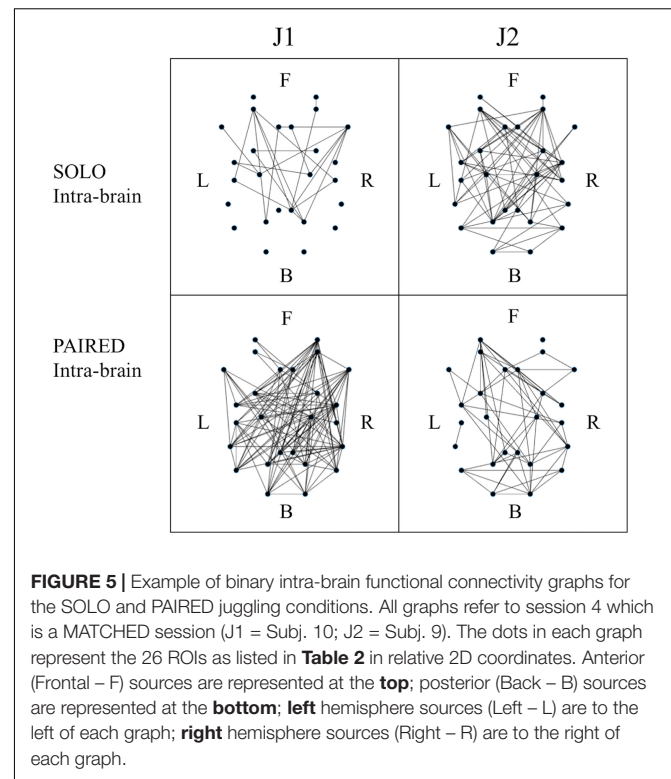 J1 J2
F F
SOLO
Intra-brain
L R L R
B B
F F
PAIRED
Intra-brain
L R L R
B B
FIGURE 5 | Example of binary intra-brain functional connectivity graphs for
the SOLO and PAIRED juggling conditions. All graphs refer to session 4 which
is a MATCHED session (J1 = Subj. 10; J2 = Subj. 9). The dots in each graph
represent the 26 ROIs as listed in Table 2 in relative 2D coordinates. Anterior
(Frontal – F) sources are represented at the top; posterior (Back – B) sources
are represented at the bottom; left hemisphere sources (Left – L) are to the
left of each graph; right hemisphere sources (Right – R) are to the right of
each graph.